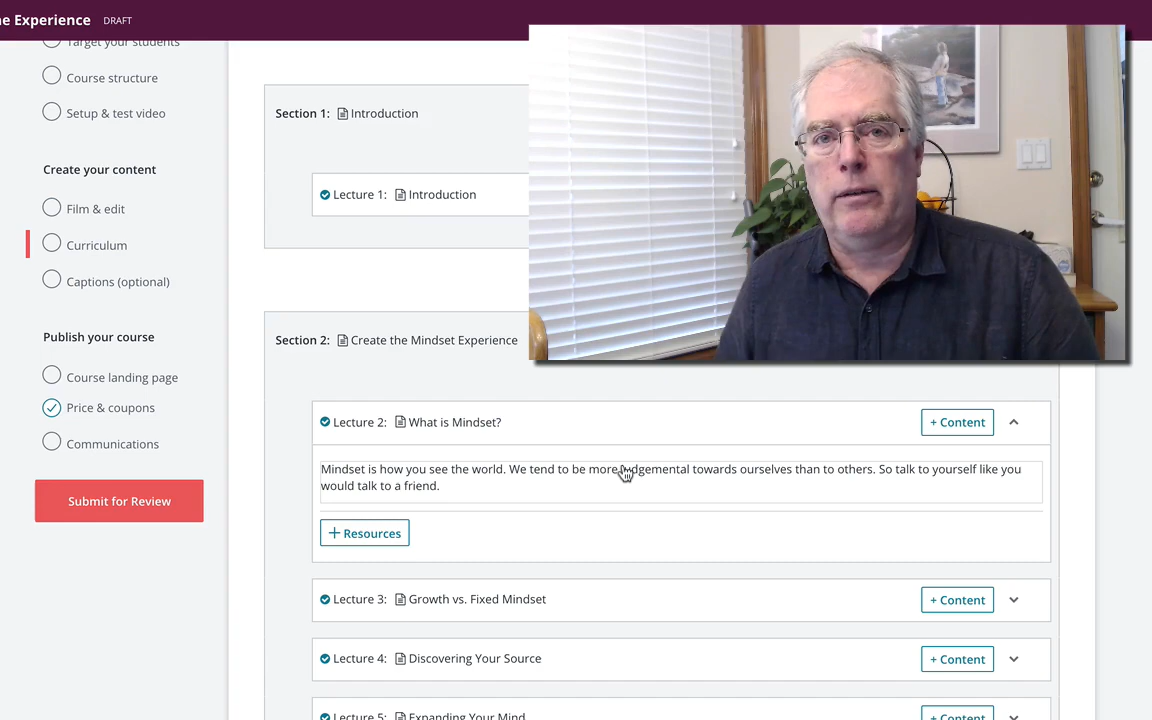 he Experience DRAFT
Target your students
Course structure
Setup & test video
Create your content
Film & edit
Curriculum
Captions (optional)
Publish your course
Course landing page
Price & coupons
Communications
Submit for Review
Section 1: Introduction
Lecture 1: Introduction
Section 2: Create the Mindset Experience
Lecture 2: What is Mindset? + Content
Mindset is how you see the world. We tend to be more judgemental towards ourselves than to others. So talk to yourself like you
would talk to a friend.
+ Resources
Lecture 3: Growth vs. Fixed Mindset + Content
Lecture 4: Discovering Your Source + Content
Lecture 5: Expanding Your Mind + Content